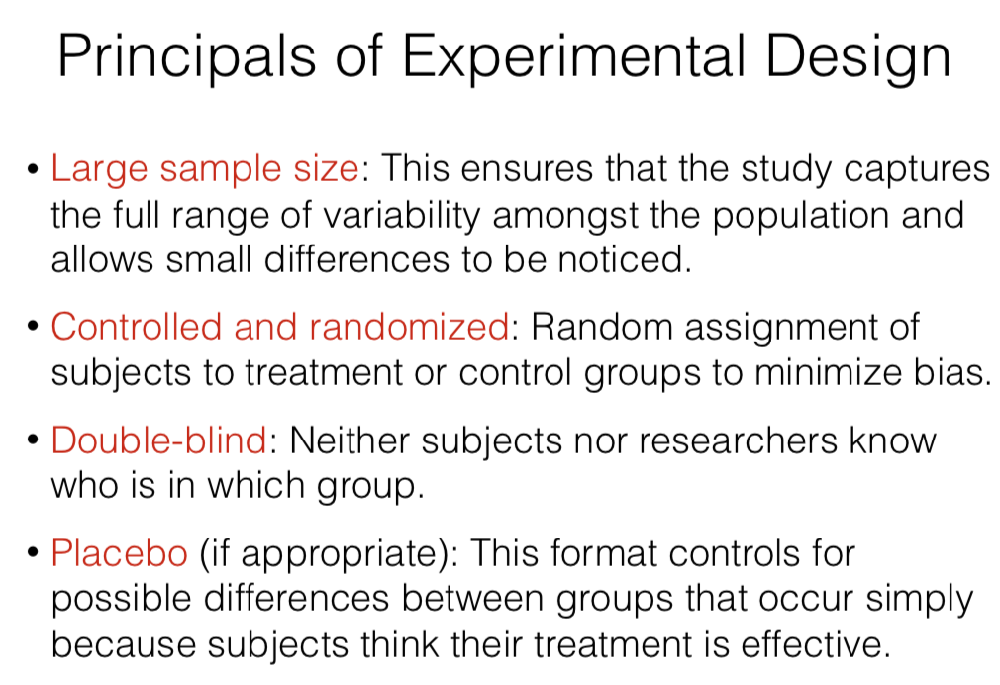 Principals of Experimental Design
• Large sample size: This ensures that the study captures
the full range of variability amongst the population and
allows small differences to be noticed.
• Controlled and randomized: Random assignment of
subjects to treatment or control groups to minimize bias.
• Double-blind: Neither subjects nor researchers know
who is in which group.
• Placebo (if appropriate): This format controls for
possible differences between groups that occur simply
because subjects think their treatment is effective.